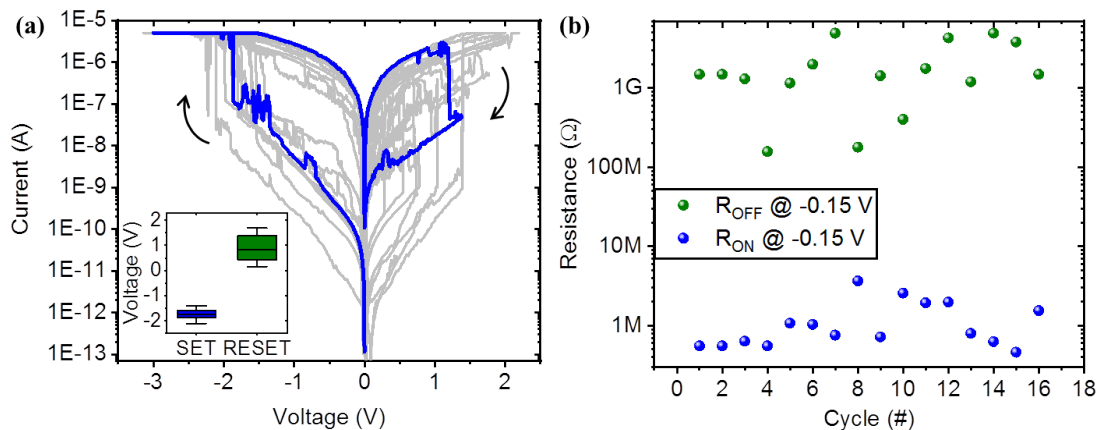 (a)
Current (A)
1E-5
1E-6
1E-7
1E-8
1E-9
1E-10
1E-11
1E-12
1E-13
-3
-2
-1
0
1
2
Voltage (V)
Voltage (V)
2
1
0
-1
-2
SET RESET
(b)
Resistance (Ω)
1G
100M
10M
1M
R_OFF @ -0.15 V
R_ON @ -0.15 V
0 2 4 6 8 10 12 14 16 18
Cycle (#)